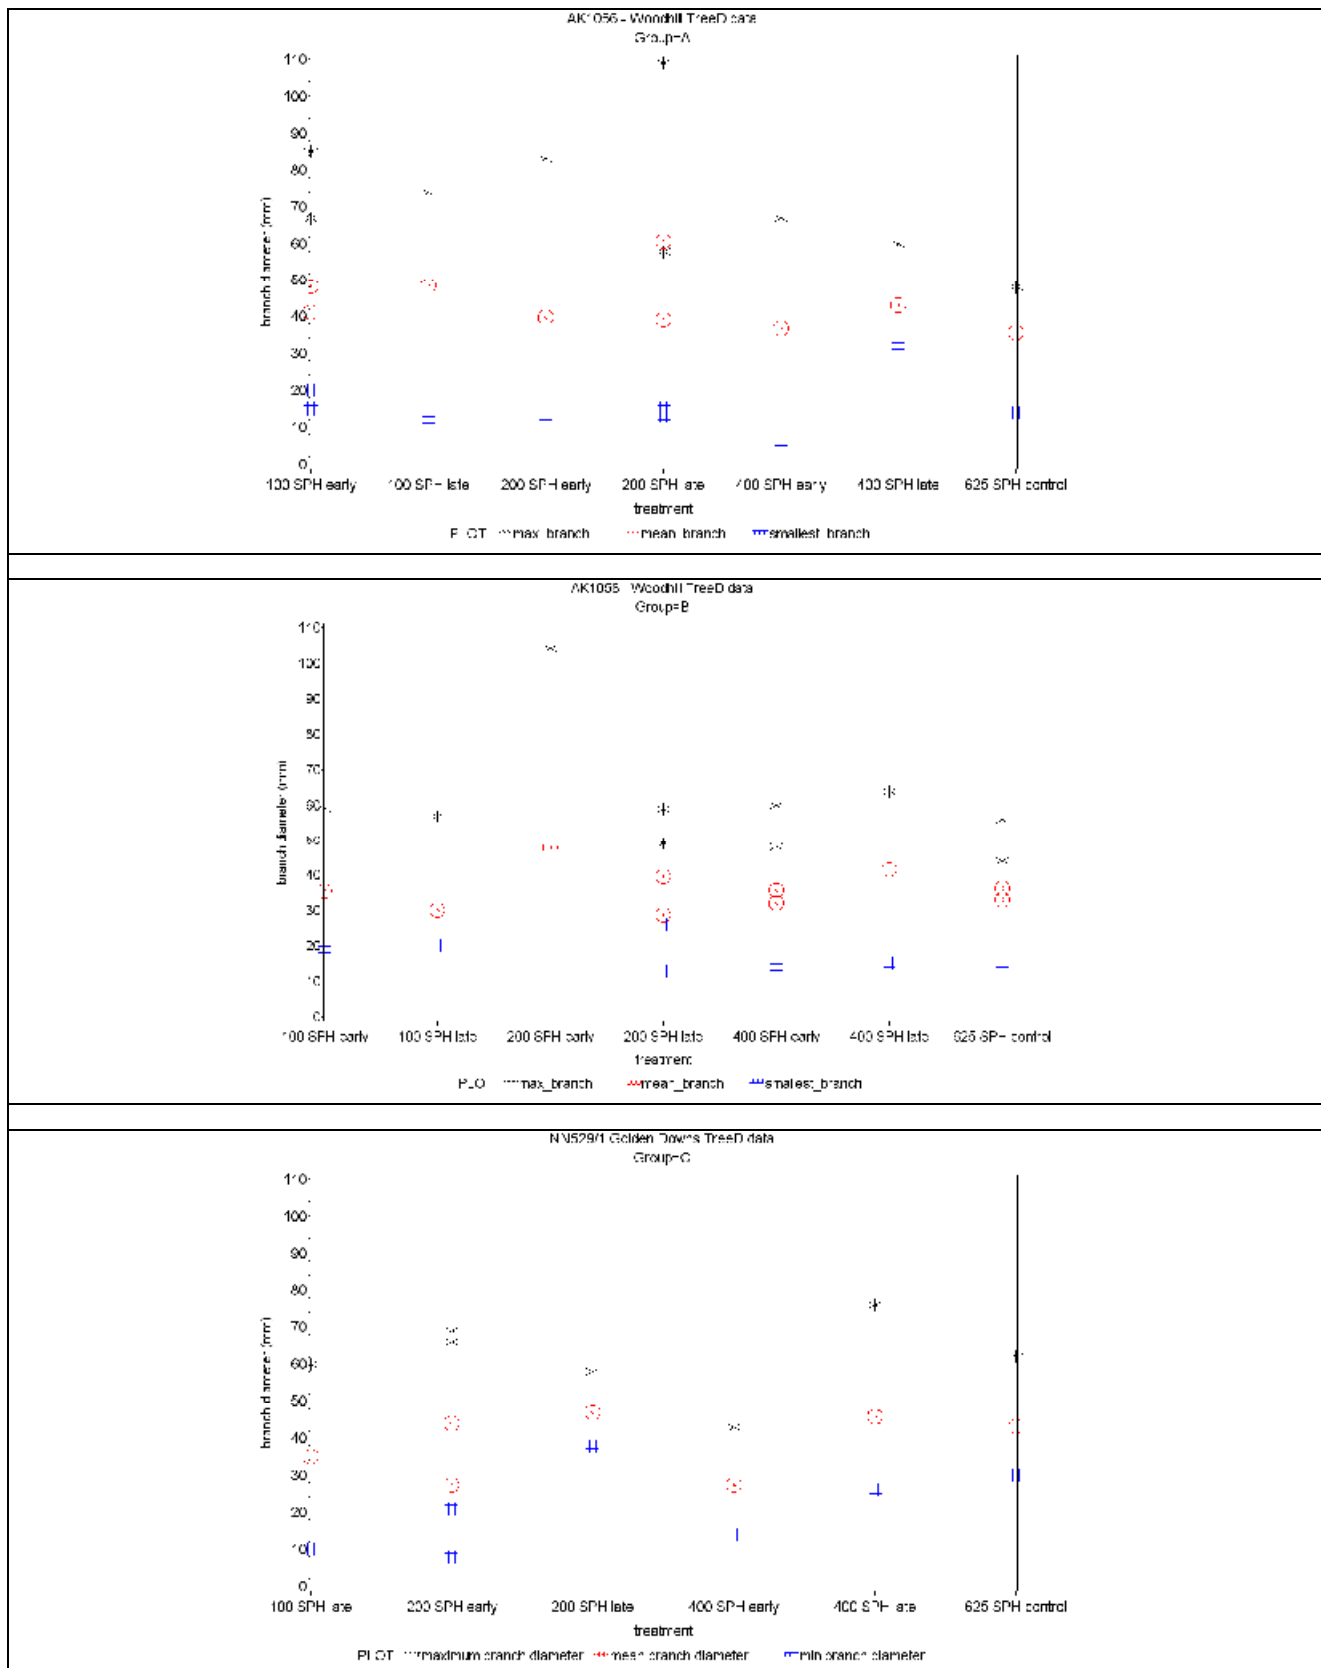 AK1056 - Woodhill TreeD data
Group=A
branch diameter (mm)
110
100
90
80
70
60
50
40
30
20
10
0
100 SPH early 100 SPH late 200 SPH early 200 SPH late 400 SPH early 400 SPH late 625 SPH control
treatment
PLOT max_branch mean_branch smallest_branch
AK1056 - Woodhill TreeD data
Group=B
branch diameter (mm)
110
100
90
80
70
60
50
40
30
20
10
0
100 SPH early 100 SPH late 200 SPH early 200 SPH late 400 SPH early 400 SPH late 625 SPH control
treatment
PLOT max_branch mean_branch smallest_branch
NN529/1 Golden Downs TreeD data
Group=C
branch diameter (mm)
110
100
90
80
70
60
50
40
30
20
10
0
100 SPH late 200 SPH early 200 SPH late 400 SPH early 400 SPH late 625 SPH control
treatment
PLOT maximum branch diameter mean branch diameter min branch diameter